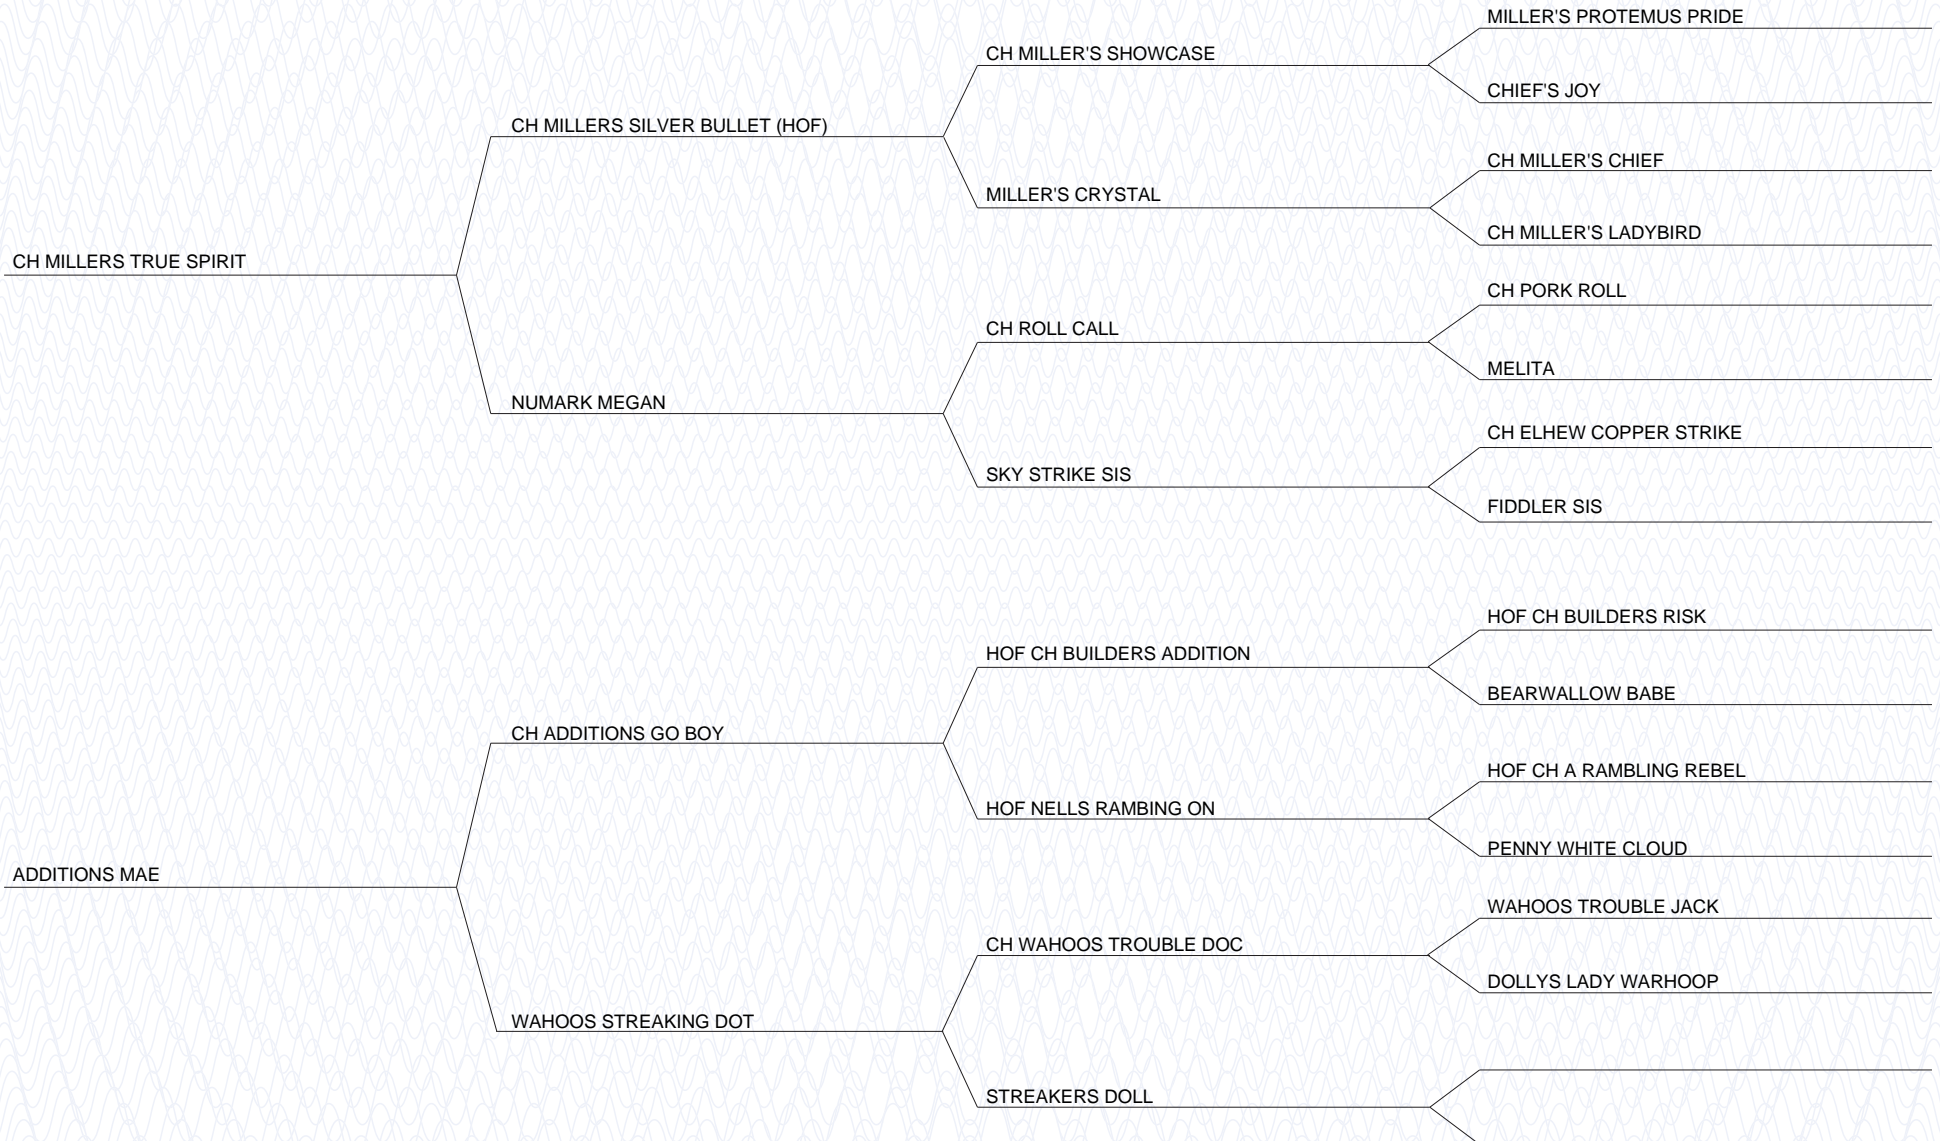 MILLER'S PROTEMUS PRIDE
CH MILLER'S SHOWCASE
CHIEF'S JOY
CH MILLERS SILVER BULLET (HOF)
CH MILLER'S CHIEF
MILLER'S CRYSTAL
CH MILLER'S LADYBIRD
CH MILLERS TRUE SPIRIT
CH PORK ROLL
CH ROLL CALL
MELITA
NUMARK MEGAN
CH ELHEW COPPER STRIKE
SKY STRIKE SIS
FIDDLER SIS
HOF CH BUILDERS RISK
HOF CH BUILDERS ADDITION
BEARWALLOW BABE
CH ADDITIONS GO BOY
HOF CH A RAMBLING REBEL
HOF NELLS RAMBING ON
PENNY WHITE CLOUD
ADDITIONS MAE
WAHOOS TROUBLE JACK
CH WAHOOS TROUBLE DOC
DOLLYS LADY WARHOOP
WAHOOS STREAKING DOT
STREAKERS DOLL